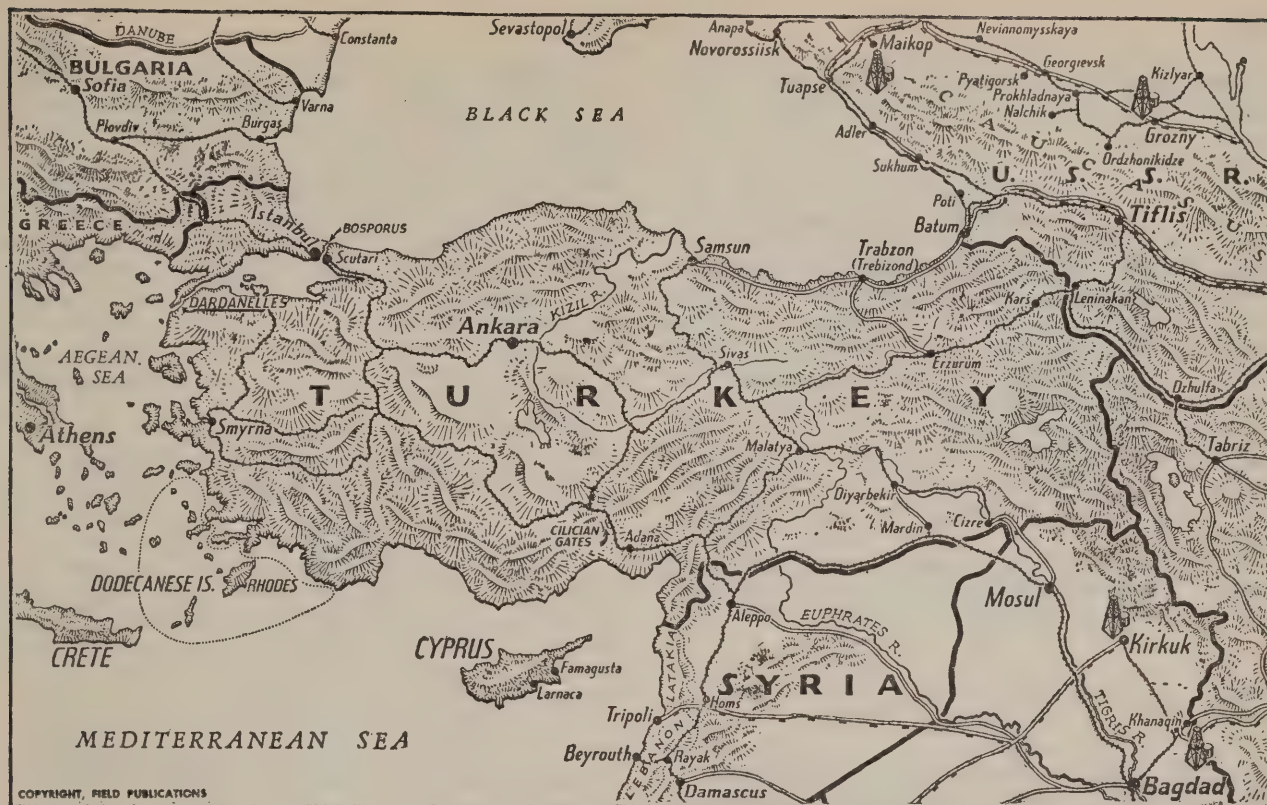 DANUBE
Constanta
Sevastopol
Anapa
Novorossiisk
Maikop
Nevinnomysskaya
Georgievsk
Kizlyar
BULGARIA
Sofia
Varna
Tuapse
Pyatigorsk
Prokhladnaya
Nalchik
Grozny
BLACK SEA
Plovdiv
Burgas
Adler
Ordzhonikidze
CAUCASUS
Sukhum
U. S. S. R.
Poti
Batum
Tiflis
GREECE
Istanbul
BOSPORUS
Scutari
Samsun
Trabzon
(Trebizond)
DARDANELLES
KIZIL R.
Kars
Leninakan
Ankara
AEGEAN
SEA
Sivas
Erzurum
Dzhulfa
TURKEY
Athens
Smyrna
Malatya
Tabriz
Diyarbekir
Mardin
Cizre
CILICIAN
GATES
Adana
DODECANESE IS.
RHODES
Mosul
Aleppo
EUPHRATES R.
CRETE
CYPRUS
Famagusta
Larnaca
LATAKIA
Kirkuk
SYRIA
Homs
Tripoli
LEBANON
TIGRIS R.
Khanaqin
MEDITERRANEAN SEA
Beyrouth
Rayak
Damascus
Bagdad
COPYRIGHT, FIELD PUBLICATIONS